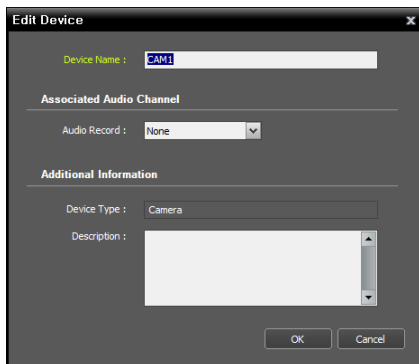 Edit Device
x
Device Name :
CAM1
Associated Audio Channel
Audio Record :
None
Additional Information
Device Type :
Camera
Description :
OK
Cancel